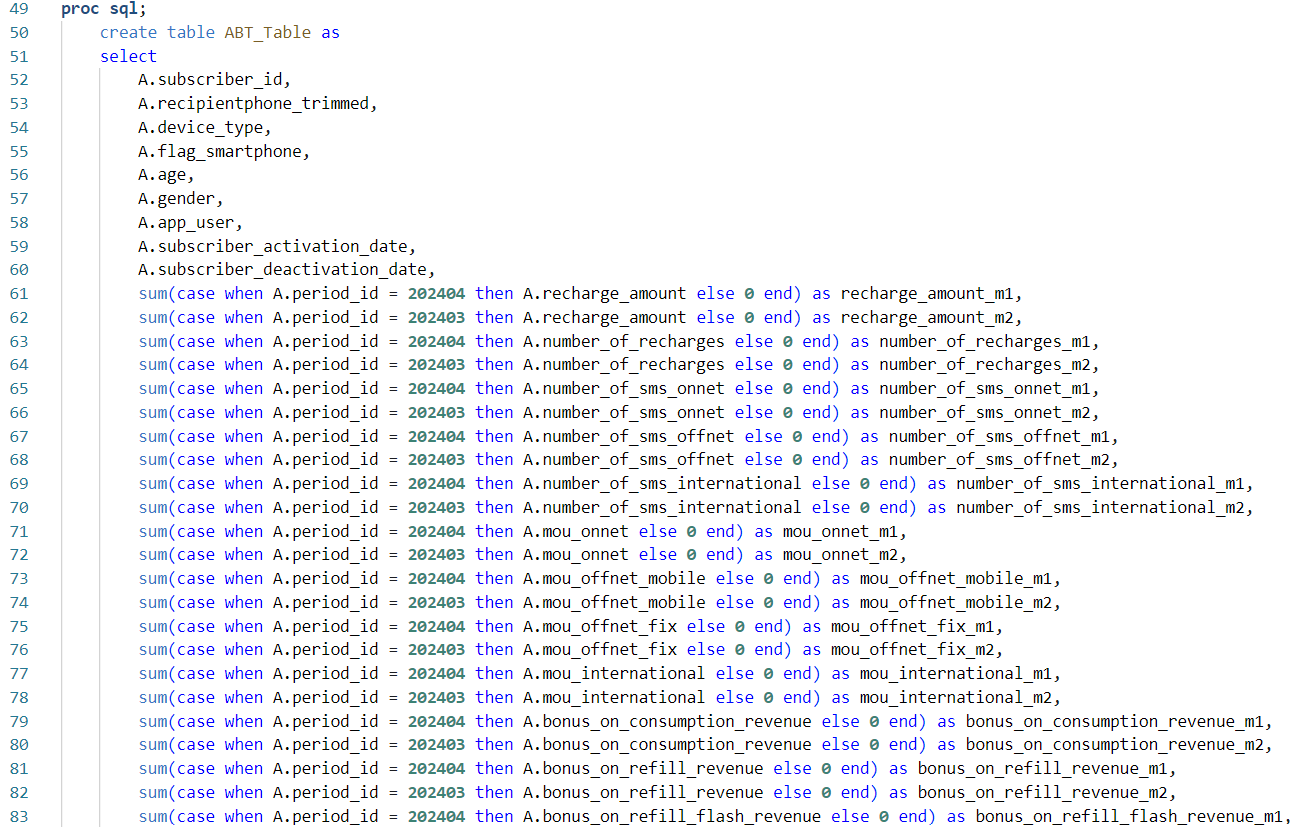 49 proc sql;
50 create table ABT_Table as
51 select
52 A.subscriber_id,
53 A.recipientphone_trimmed,
54 A.device_type,
55 A.flag_smartphone,
56 A.age,
57 A.gender,
58 A.app_user,
59 A.subscriber_activation_date,
60 A.subscriber_deactivation_date,
61 sum(case when A.period_id = 202404 then A.recharge_amount else 0 end) as recharge_amount_m1,
62 sum(case when A.period_id = 202403 then A.recharge_amount else 0 end) as recharge_amount_m2,
63 sum(case when A.period_id = 202404 then A.number_of_recharges else 0 end) as number_of_recharges_m1,
64 sum(case when A.period_id = 202403 then A.number_of_recharges else 0 end) as number_of_recharges_m2,
65 sum(case when A.period_id = 202404 then A.number_of_sms_onnet else 0 end) as number_of_sms_onnet_m1,
66 sum(case when A.period_id = 202403 then A.number_of_sms_onnet else 0 end) as number_of_sms_onnet_m2,
67 sum(case when A.period_id = 202404 then A.number_of_sms_offnet else 0 end) as number_of_sms_offnet_m1,
68 sum(case when A.period_id = 202403 then A.number_of_sms_offnet else 0 end) as number_of_sms_offnet_m2,
69 sum(case when A.period_id = 202404 then A.number_of_sms_international else 0 end) as number_of_sms_international_m1,
70 sum(case when A.period_id = 202403 then A.number_of_sms_international else 0 end) as number_of_sms_international_m2,
71 sum(case when A.period_id = 202404 then A.mou_onnet else 0 end) as mou_onnet_m1,
72 sum(case when A.period_id = 202403 then A.mou_onnet else 0 end) as mou_onnet_m2,
73 sum(case when A.period_id = 202404 then A.mou_offnet_mobile else 0 end) as mou_offnet_mobile_m1,
74 sum(case when A.period_id = 202403 then A.mou_offnet_mobile else 0 end) as mou_offnet_mobile_m2,
75 sum(case when A.period_id = 202404 then A.mou_offnet_fix else 0 end) as mou_offnet_fix_m1,
76 sum(case when A.period_id = 202403 then A.mou_offnet_fix else 0 end) as mou_offnet_fix_m2,
77 sum(case when A.period_id = 202404 then A.mou_international else 0 end) as mou_international_m1,
78 sum(case when A.period_id = 202403 then A.mou_international else 0 end) as mou_international_m2,
79 sum(case when A.period_id = 202404 then A.bonus_on_consumption_revenue else 0 end) as bonus_on_consumption_revenue_m1,
80 sum(case when A.period_id = 202403 then A.bonus_on_consumption_revenue else 0 end) as bonus_on_consumption_revenue_m2,
81 sum(case when A.period_id = 202404 then A.bonus_on_refill_revenue else 0 end) as bonus_on_refill_revenue_m1,
82 sum(case when A.period_id = 202403 then A.bonus_on_refill_revenue else 0 end) as bonus_on_refill_revenue_m2,
83 sum(case when A.period_id = 202404 then A.bonus_on_refill_flash_revenue else 0 end) as bonus_on_refill_flash_revenue_m1,